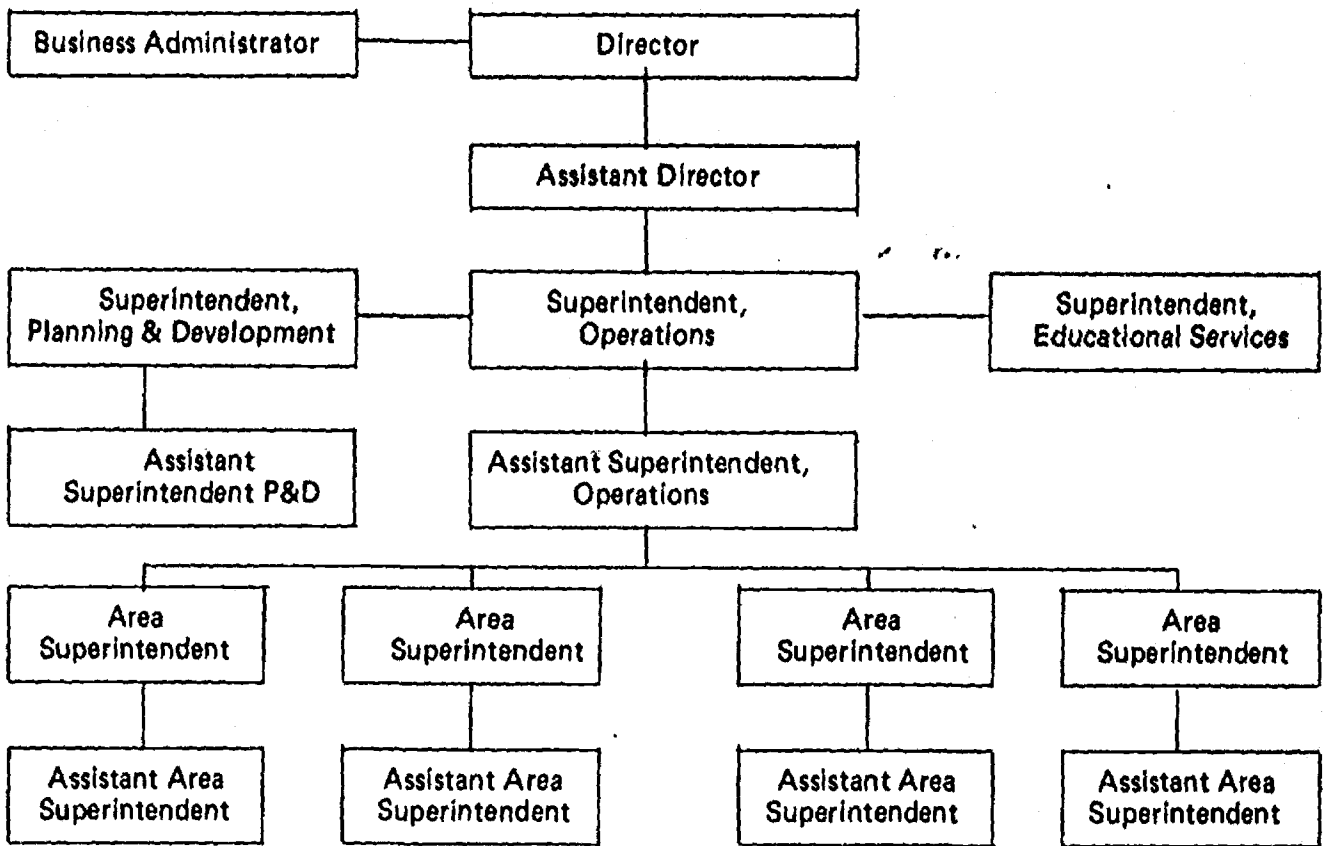 Business Administrator
Director
Assistant Director
Superintendent,
Planning & Development
Superintendent,
Operations
Superintendent,
Educational Services
Assistant
Superintendent P&D
Assistant Superintendent,
Operations
Area
Superintendent
Area
Superintendent
Area
Superintendent
Area
Superintendent
Assistant Area
Superintendent
Assistant Area
Superintendent
Assistant Area
Superintendent
Assistant Area
Superintendent